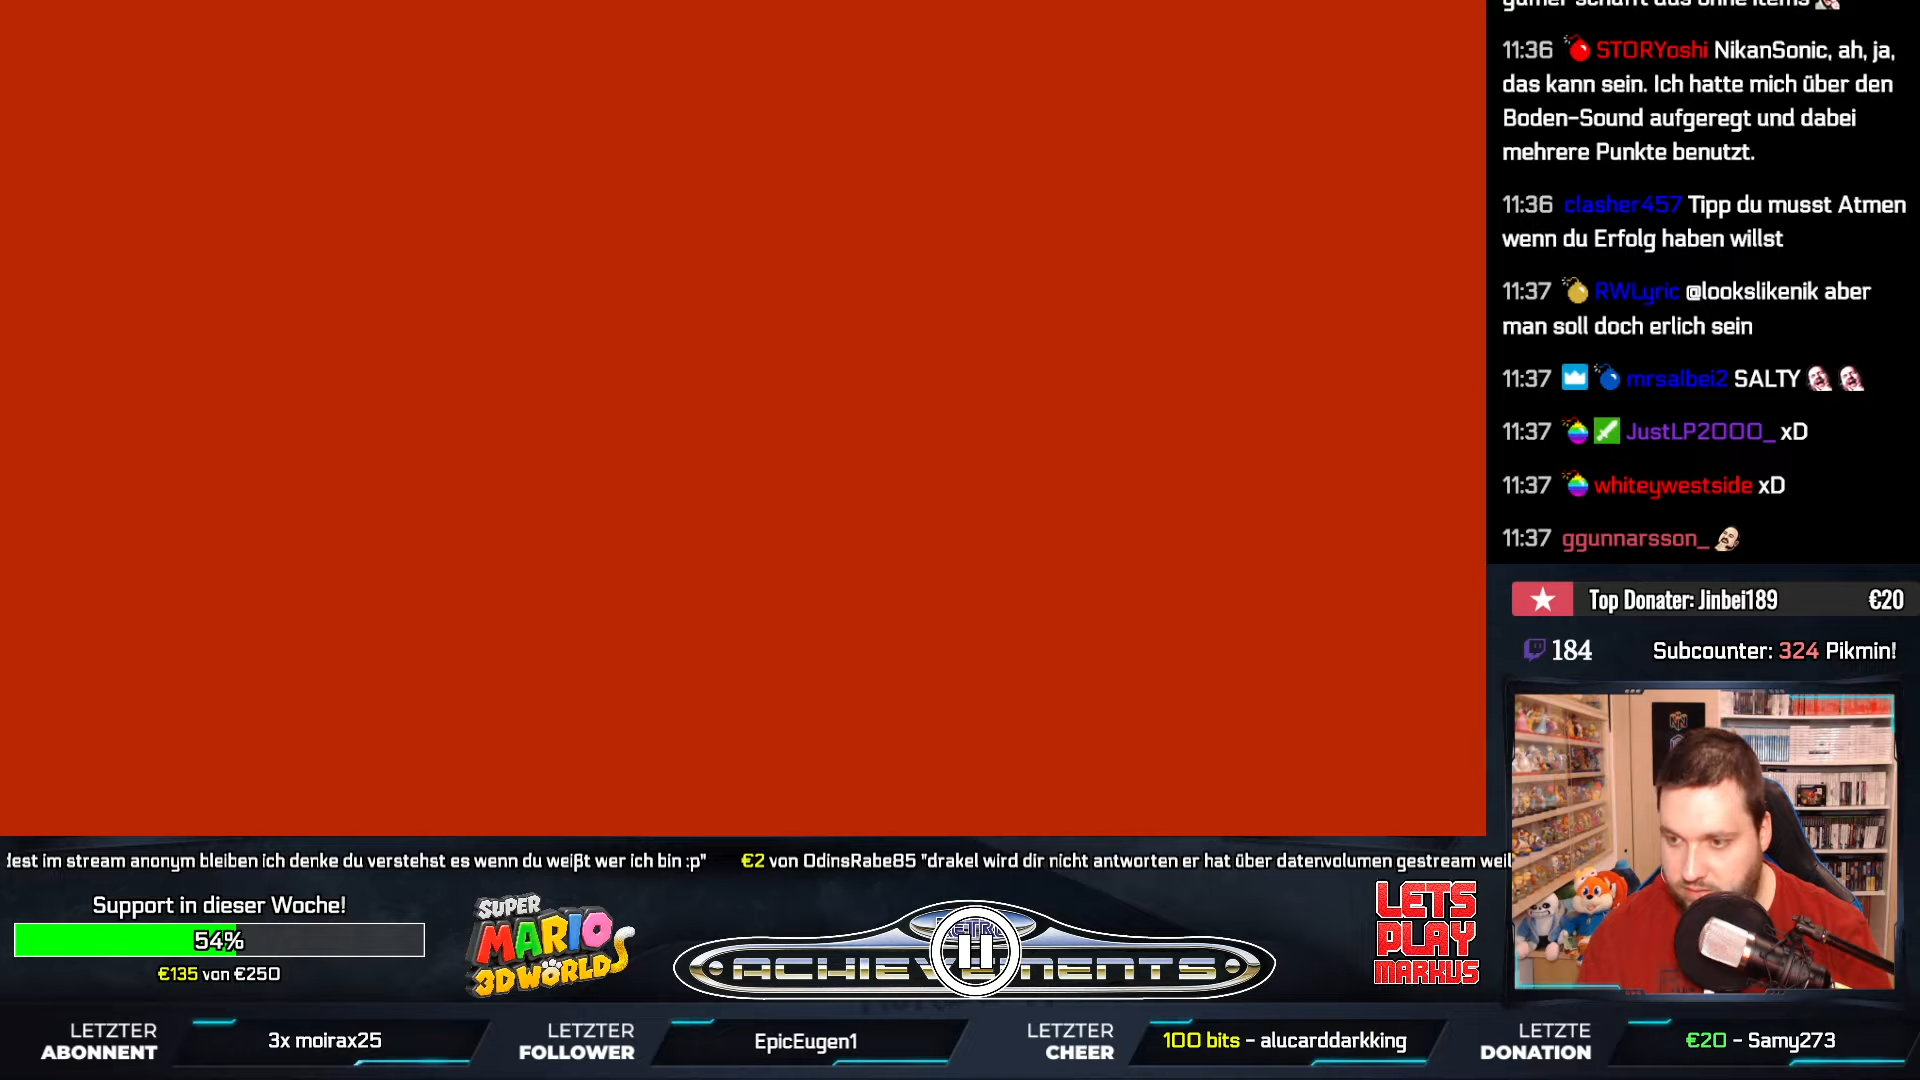 11:36 STORYoshi NikanSonic, ah, ja,
das kann sein. Ich hatte mich über den
Boden-Sound aufgeregt und dabei
mehrere Punkte benutzt.
11:36 clasher457 Tipp du musst Atmen
wenn du Erfolg haben willst
11:37 RWLyric @lookslikenik aber
man soll doch erlich sein
11:37 mrsalbei2 SALTY
11:37 JustLP2000_ xD
11:37 whiteywestside xD
11:37 ggunnarsson_
Top Donater: Jinbei189 €20
184 Subcounter: 324 Pikmin!
dest im stream anonym bleiben ich denke du verstehst es wenn du weißt wer ich bin :p" €2 von OdinsRabe85 "drakel wird dir nicht antworten er hat über datenvolumen gestream weil
Support in dieser Woche!
54%
€135 von €250
SUPER
MARIO
3D WORLDS
RETRO
ACHIEVEMENTS
LETS
PLAY
MARKUS
LETZTER
ABONNENT
3x moirax25
LETZTER
FOLLOWER
EpicEugen1
LETZTER
CHEER
100 bits - alucarddarkking
LETZTE
DONATION
€20 - Samy273